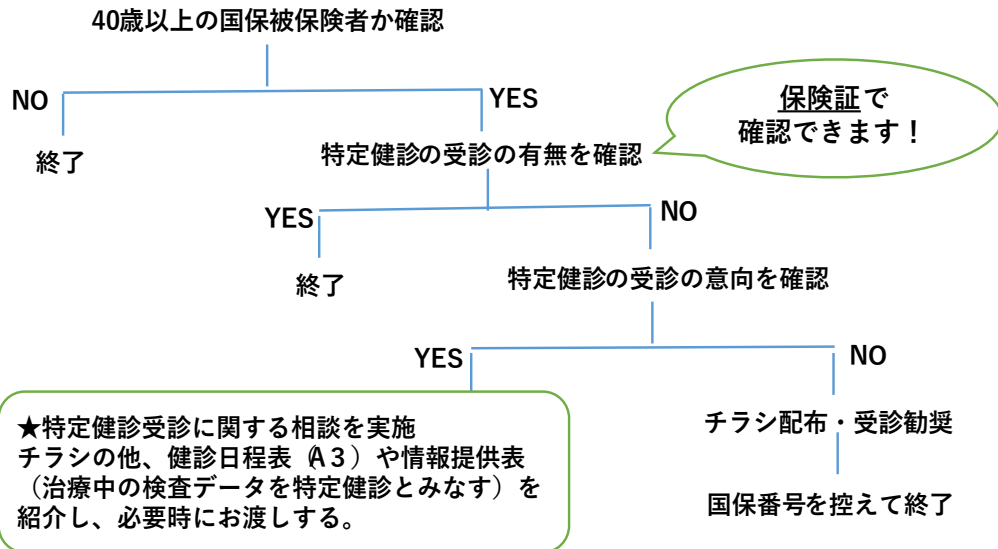 40歳以上の国保被保険者か確認
NO
YES
保険証で
確認できます！
終了
特定健診の受診の有無を確認
YES
NO
終了
特定健診の受診の意向を確認
YES
NO
★特定健診受診に関する相談を実施
チラシの他、健診日程表（A３）や情報提供表
（治療中の検査データを特定健診とみなす）を
紹介し、必要時にお渡しする。
チラシ配布・受診勧奨
国保番号を控えて終了